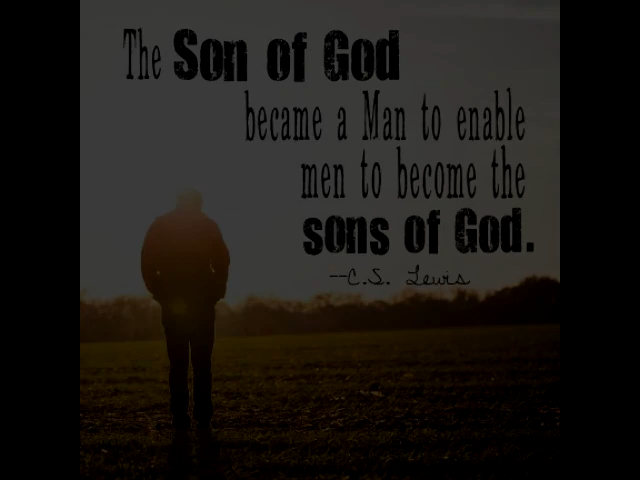 The Son of God
became a Man to enable
men to become the
sons of God.
--C.S. Lewis